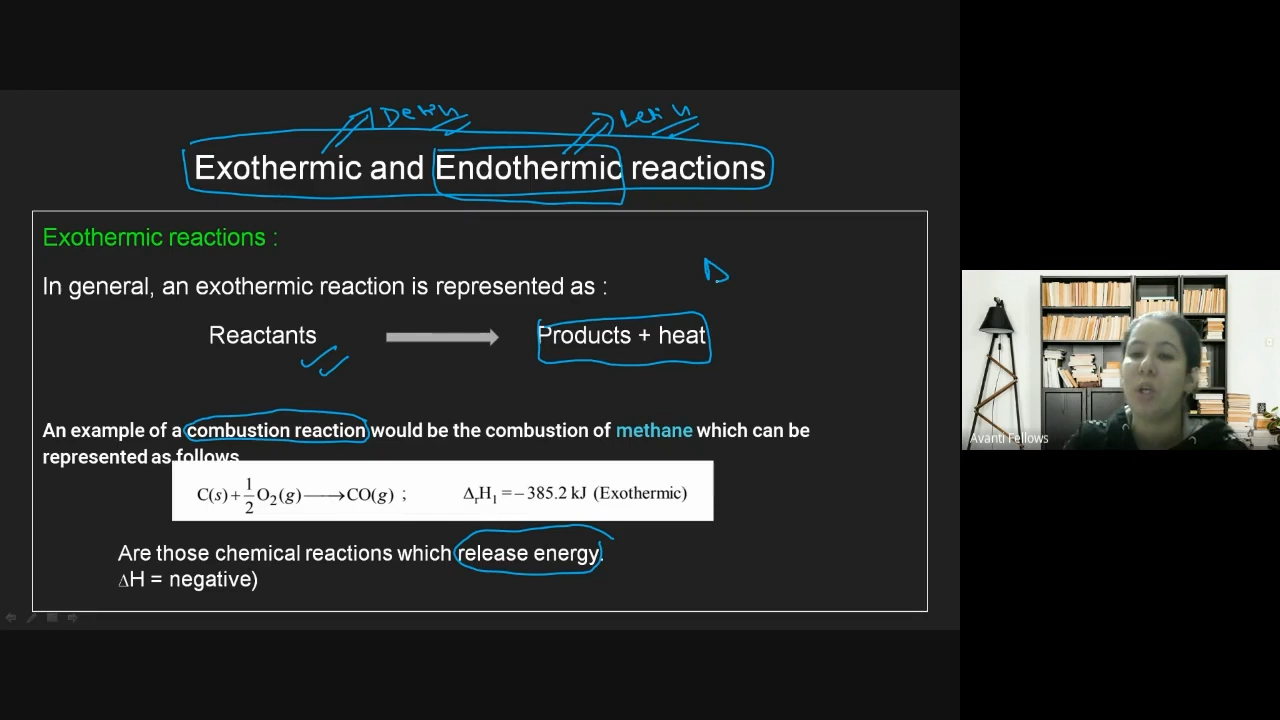 Exothermic and Endothermic reactions
Exothermic reactions :
In general, an exothermic reaction is represented as :
Reactants ⟶ Products + heat
An example of a combustion reaction would be the combustion of methane which can be
represented as follows
C(s) + 1/2 O₂(g) ⟶ CO(g) ; ΔᵣH₁ = – 385.2 kJ (Exothermic)
Are those chemical reactions which release energy.
ΔH = negative)
Avanti Fellows